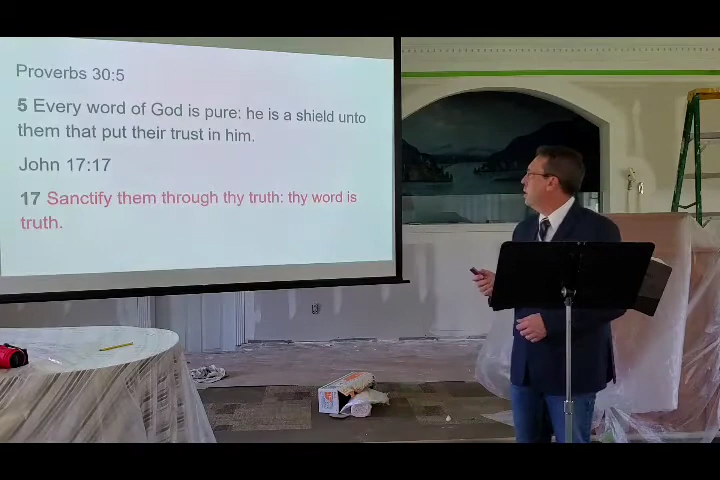 Proverbs 30:5
5 Every word of God is pure: he is a shield unto
them that put their trust in him.
John 17:17
17 Sanctify them through thy truth: thy word is
truth.